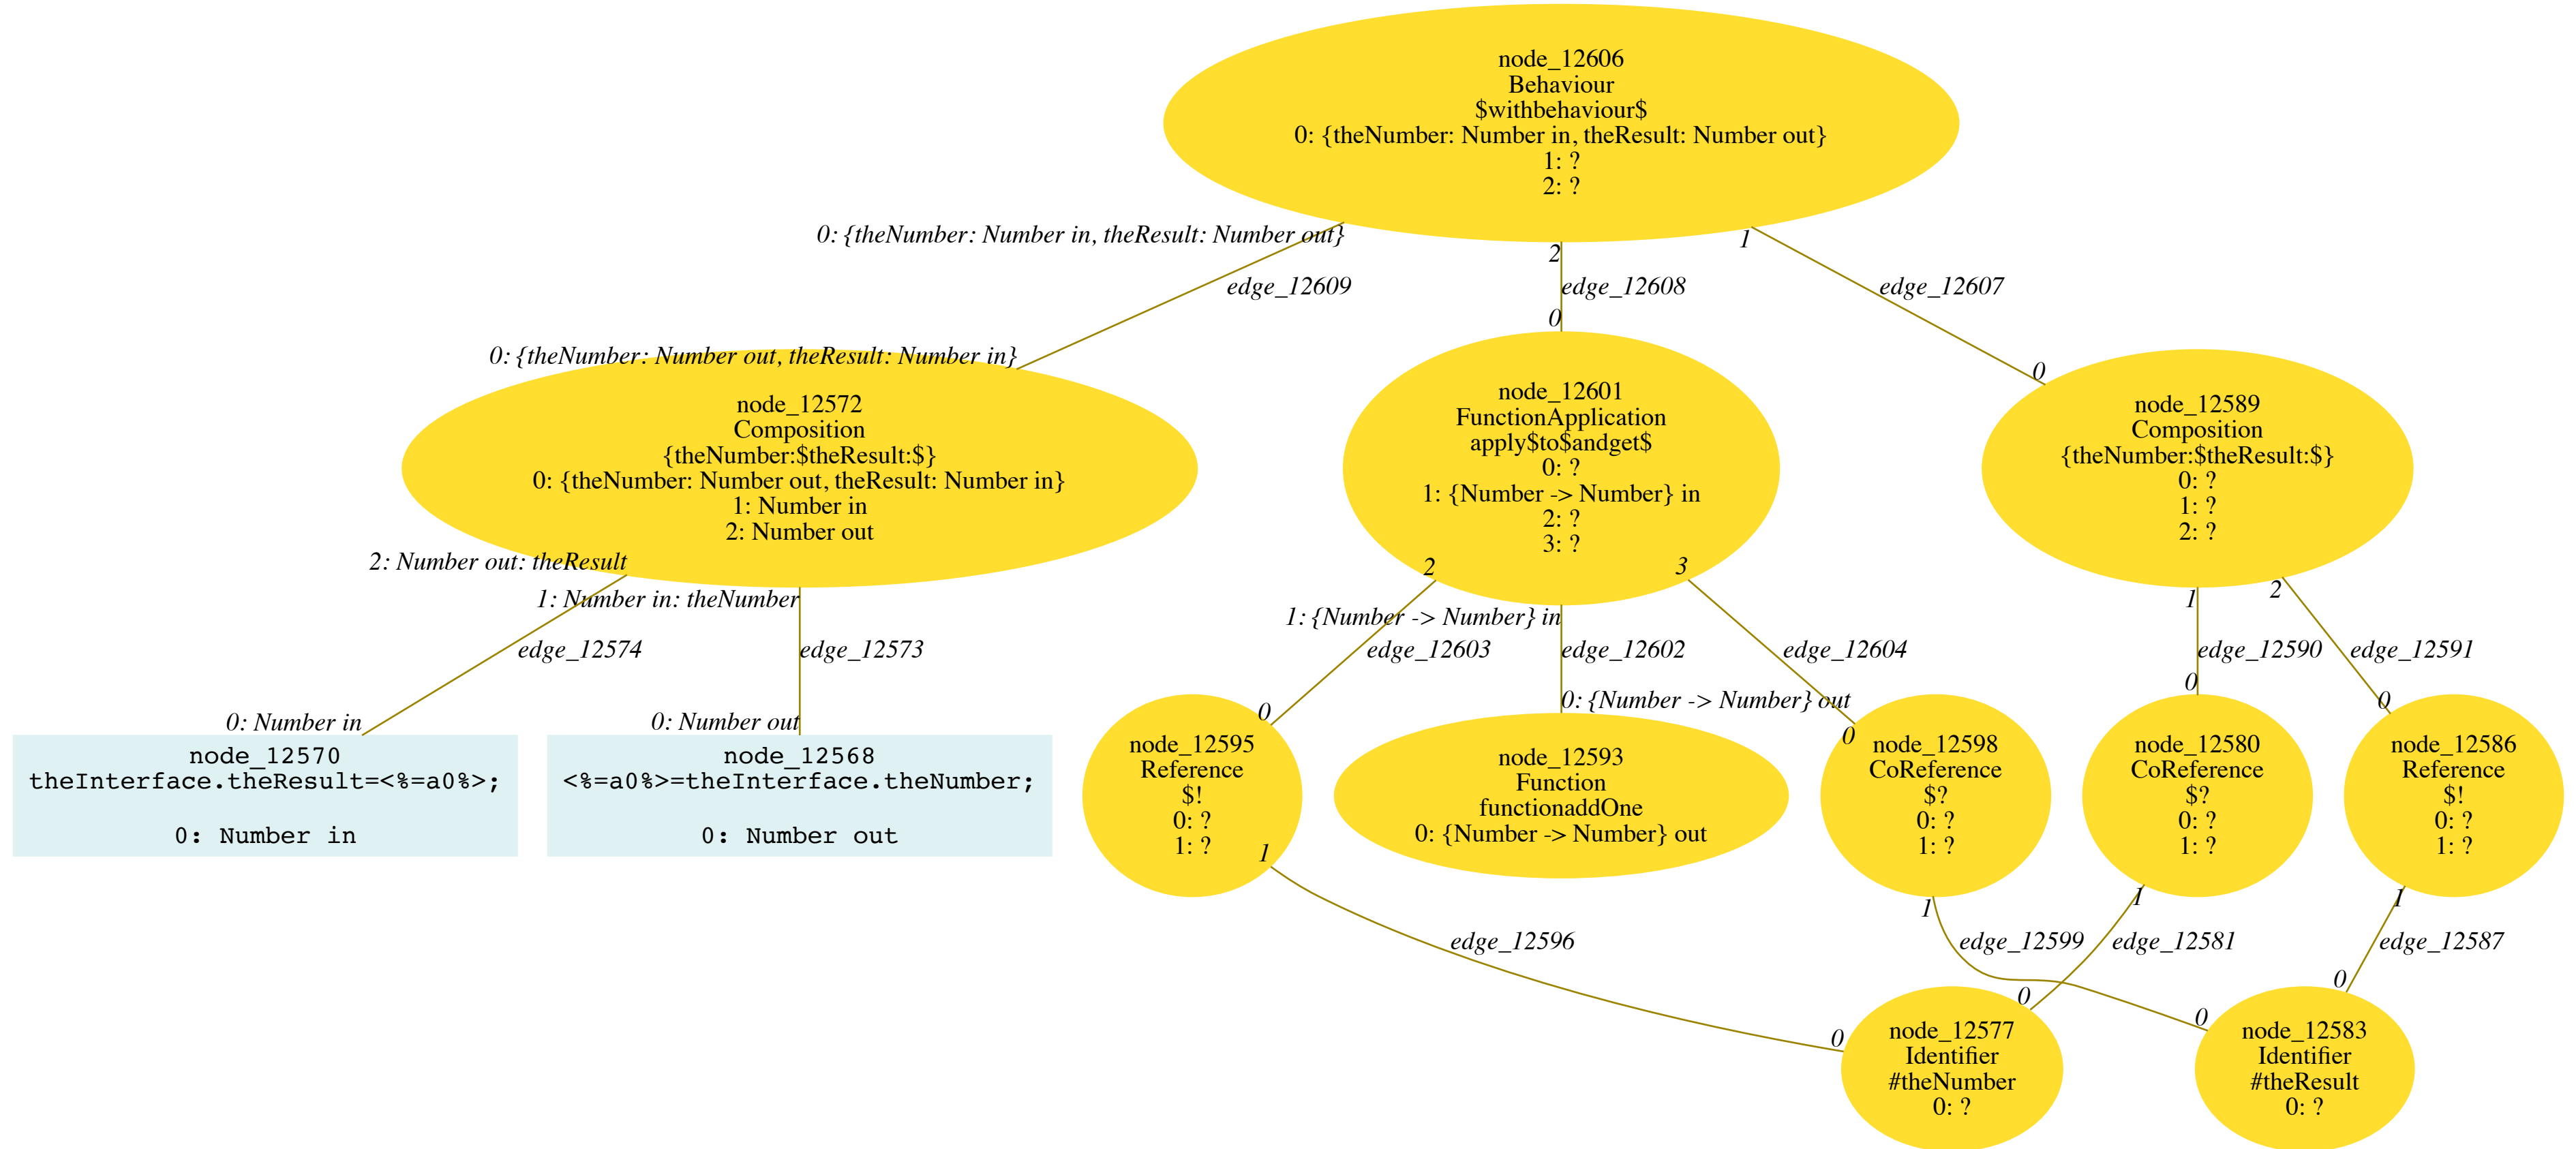 node_12606
Behaviour
$withbehaviour$
0: {theNumber: Number in, theResult: Number out}
1: ?
2: ?
0: {theNumber: Number in, theResult: Number out}
2
1
edge_12609
edge_12608
edge_12607
0: {theNumber: Number out, theResult: Number in}
0
0
node_12572
Composition
{theNumber:$theResult:$}
0: {theNumber: Number out, theResult: Number in}
1: Number in
2: Number out
node_12601
FunctionApplication
apply$to$andget$
0: ?
1: {Number -> Number} in
2: ?
3: ?
node_12589
Composition
{theNumber:$theResult:$}
0: ?
1: ?
2: ?
2: Number out: theResult
1: Number in: theNumber
2
1: {Number -> Number} in
3
1
2
edge_12574
edge_12573
edge_12603
edge_12602
edge_12604
edge_12590
edge_12591
0: Number in
0: Number out
0
0: {Number -> Number} out
0
0
0
node_12570
theInterface.theResult=<%=a0%>;
0: Number in
node_12568
<%=a0%>=theInterface.theNumber;
0: Number out
node_12595
Reference
$!
0: ?
1: ?
node_12593
Function
functionaddOne
0: {Number -> Number} out
node_12598
CoReference
$?
0: ?
1: ?
node_12580
CoReference
$?
0: ?
1: ?
node_12586
Reference
$!
0: ?
1: ?
1
1
1
1
edge_12596
edge_12599
edge_12581
edge_12587
0
0
0
0
node_12577
Identifier
#theNumber
0: ?
node_12583
Identifier
#theResult
0: ?